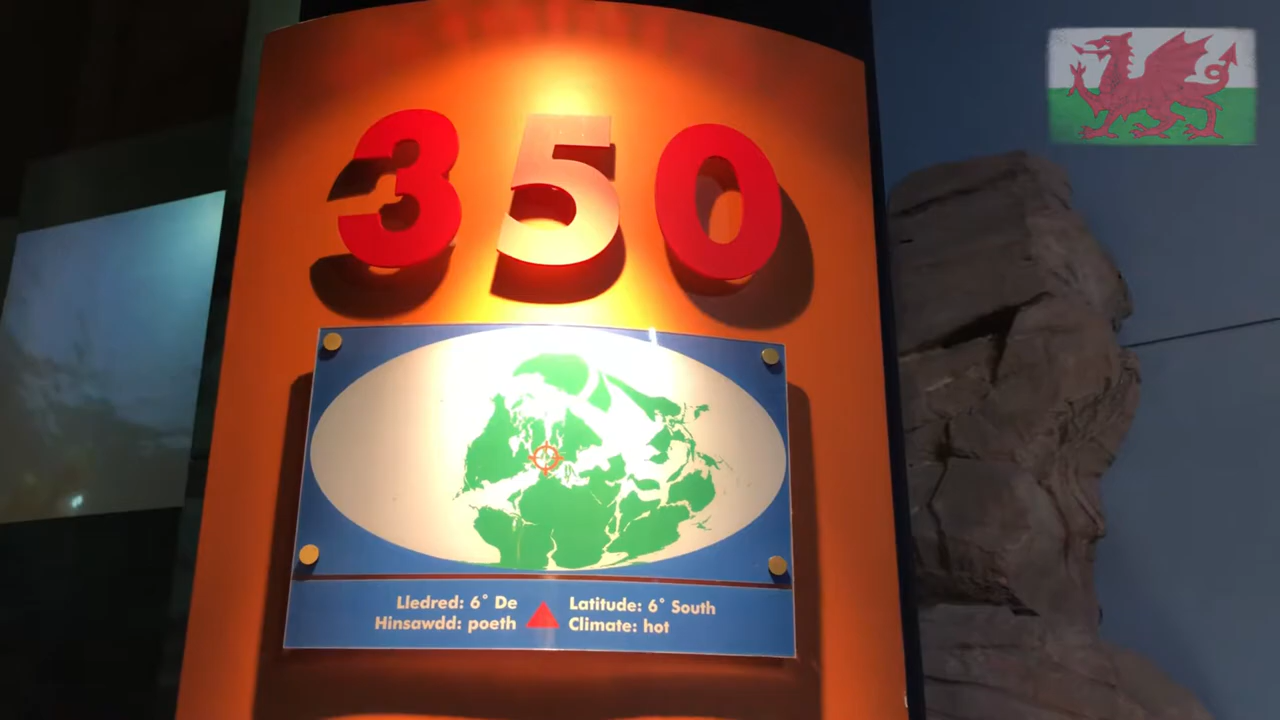 350
Lledred: 6° De
Hinsawdd: poeth
Latitude: 6° South
Climate: hot